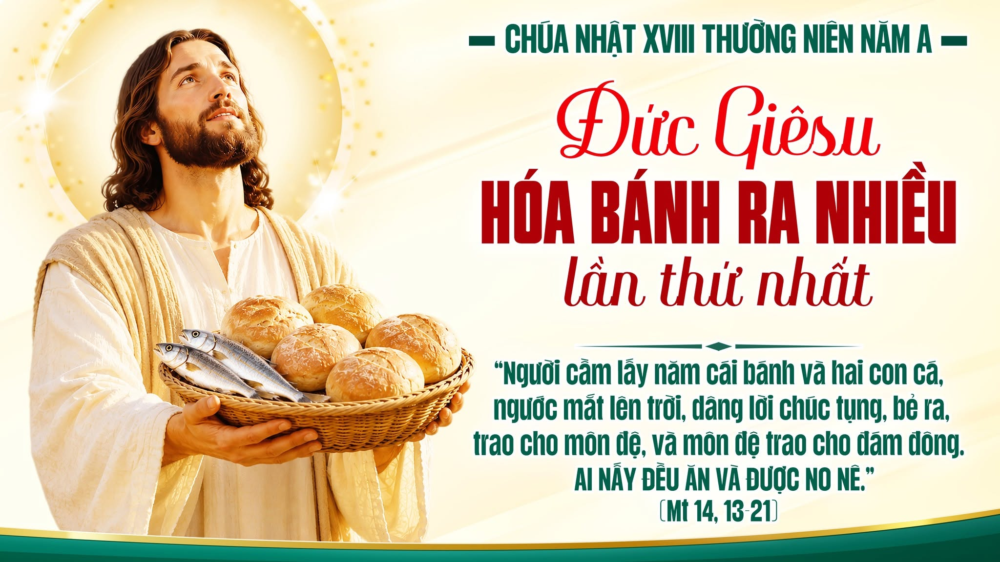 CHÚA NHẬT XVIII THƯỜNG NIÊN NĂM A
Đức Giêsu
HÓA BÁNH RA NHIỀU
lần thứ nhất
“Người cầm lấy năm cái bánh và hai con cá,
ngước mắt lên trời, dâng lời chúc tụng, bẻ ra,
trao cho môn đệ, và môn đệ trao cho đám đông.
AI NẤY ĐỀU ĂN VÀ ĐƯỢC NO NÊ.”
(Mt 14, 13-21)